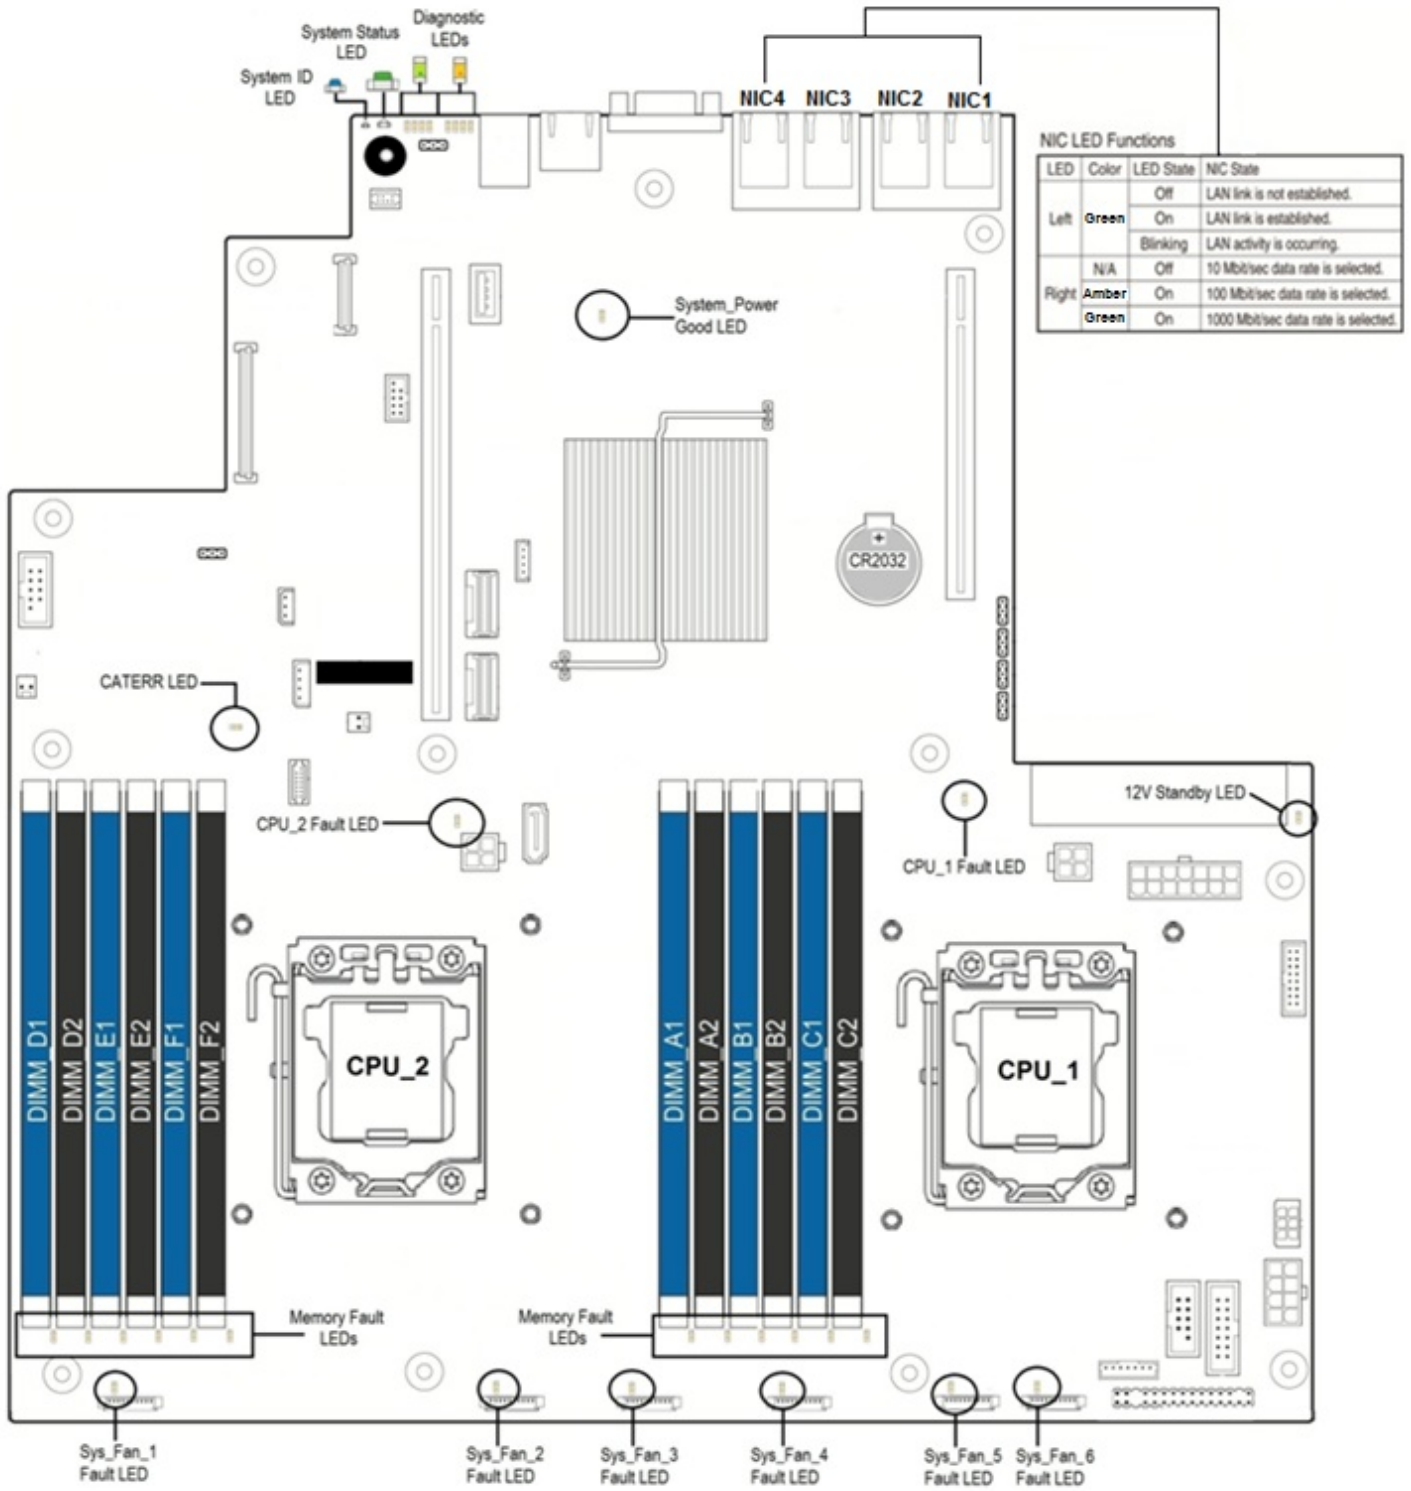 Diagnostic
LEDs
System Status
LED
System ID
LED
NIC4 NIC3 NIC2 NIC1
NIC LED Functions
LED Color LED State NIC State
Left Green Off LAN link is not established.
On LAN link is established.
Blinking LAN activity is occurring.
Right N/A Off 10 Mbit/sec data rate is selected.
Amber On 100 Mbit/sec data rate is selected.
Green On 1000 Mbit/sec data rate is selected.
System_Power
Good LED
+
CR2032
CATERR LED
12V Standby LED
CPU_2 Fault LED
CPU_1 Fault LED
DIMM_D1
DIMM_D2
DIMM_E1
DIMM_E2
DIMM_F1
DIMM_F2
CPU_2
DIMM_A1
DIMM_A2
DIMM_B1
DIMM_B2
DIMM_C1
DIMM_C2
CPU_1
Memory Fault
LEDs
Memory Fault
LEDs
Sys_Fan_1
Fault LED
Sys_Fan_2
Fault LED
Sys_Fan_3
Fault LED
Sys_Fan_4
Fault LED
Sys_Fan_5
Fault LED
Sys_Fan_6
Fault LED